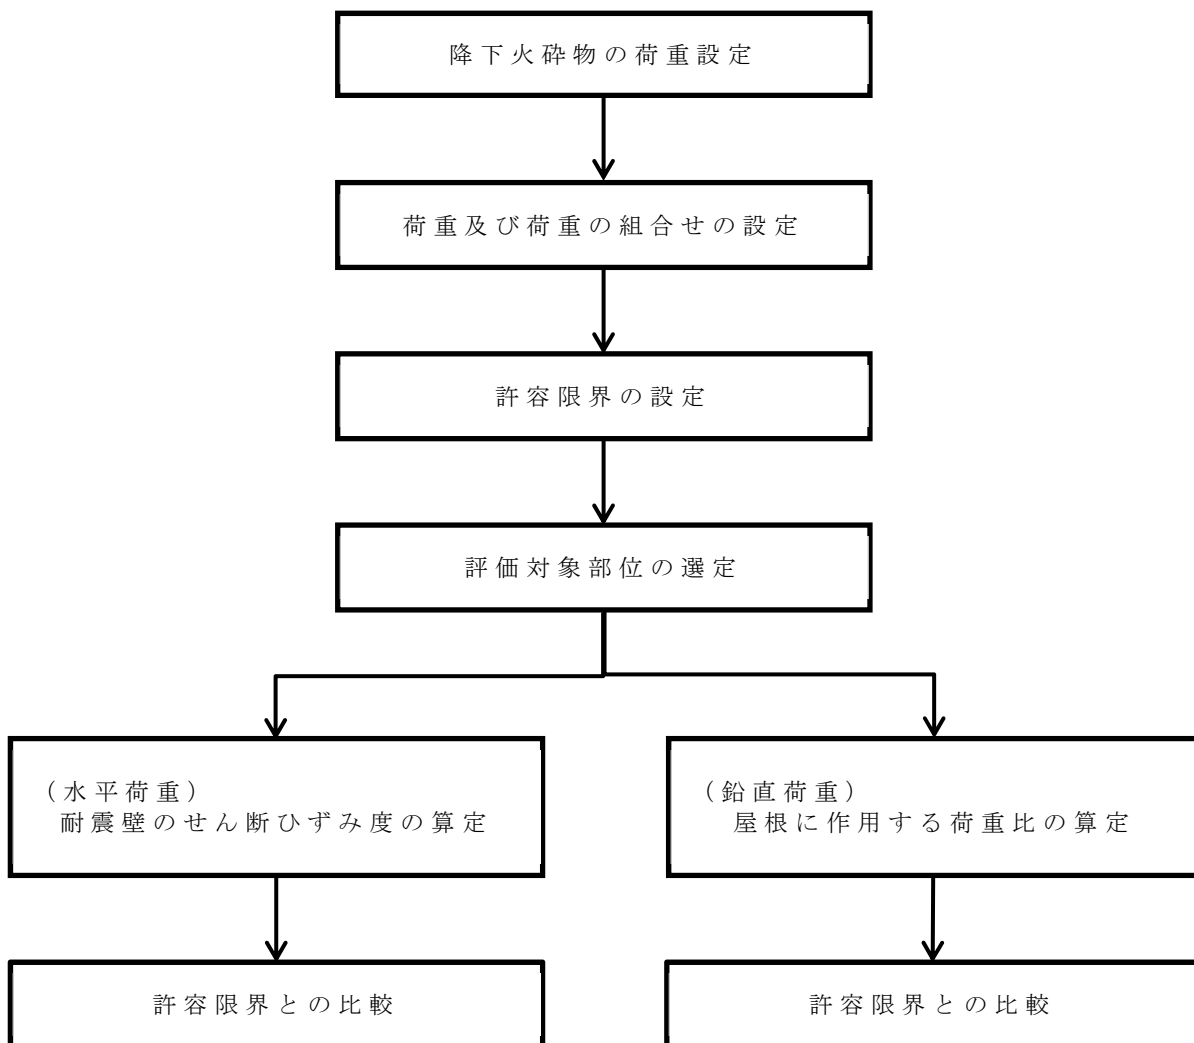 降下火砕物の荷重設定
荷重及び荷重の組合せの設定
許容限界の設定
評価対象部位の選定
(水平荷重)
耐震壁のせん断ひずみ度の算定
許容限界との比較
(鉛直荷重)
屋根に作用する荷重比の算定
許容限界との比較